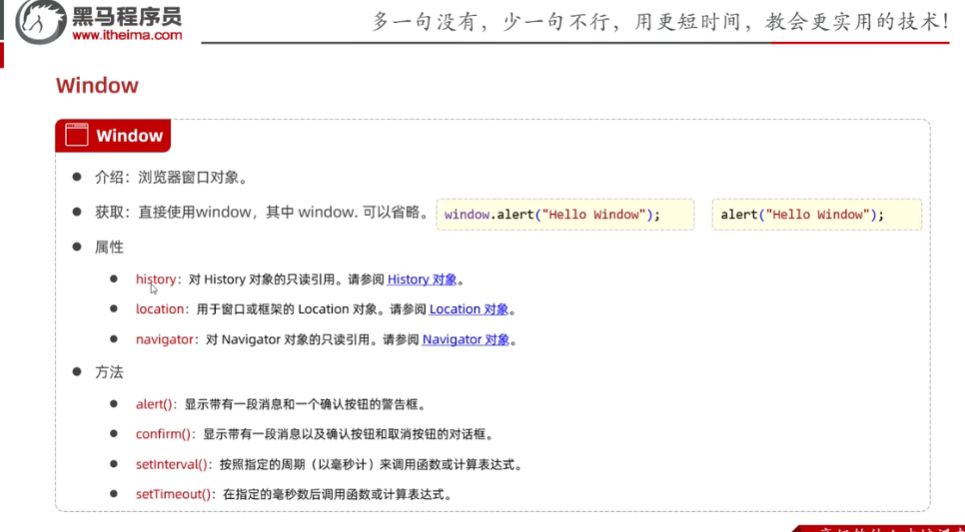 黑马程序员
www.itheima.com
多一句没有，少一句不行，用更短时间，教会更实用的技术！
Window
Window
介绍：浏览器窗口对象。
获取：直接使用window，其中 window. 可以省略。 window.alert("Hello Window"); alert("Hello Window");
属性
history：对 History 对象的只读引用。请参阅 History 对象。
location：用于窗口或框架的 Location 对象。请参阅 Location 对象。
navigator：对 Navigator 对象的只读引用。请参阅 Navigator 对象。
方法
alert()：显示带有一段消息和一个确认按钮的警告框。
confirm()：显示带有一段消息以及确认按钮和取消按钮的对话框。
setInterval()：按照指定的周期（以毫秒计）来调用函数或计算表达式。
setTimeout()：在指定的毫秒数后调用函数或计算表达式。